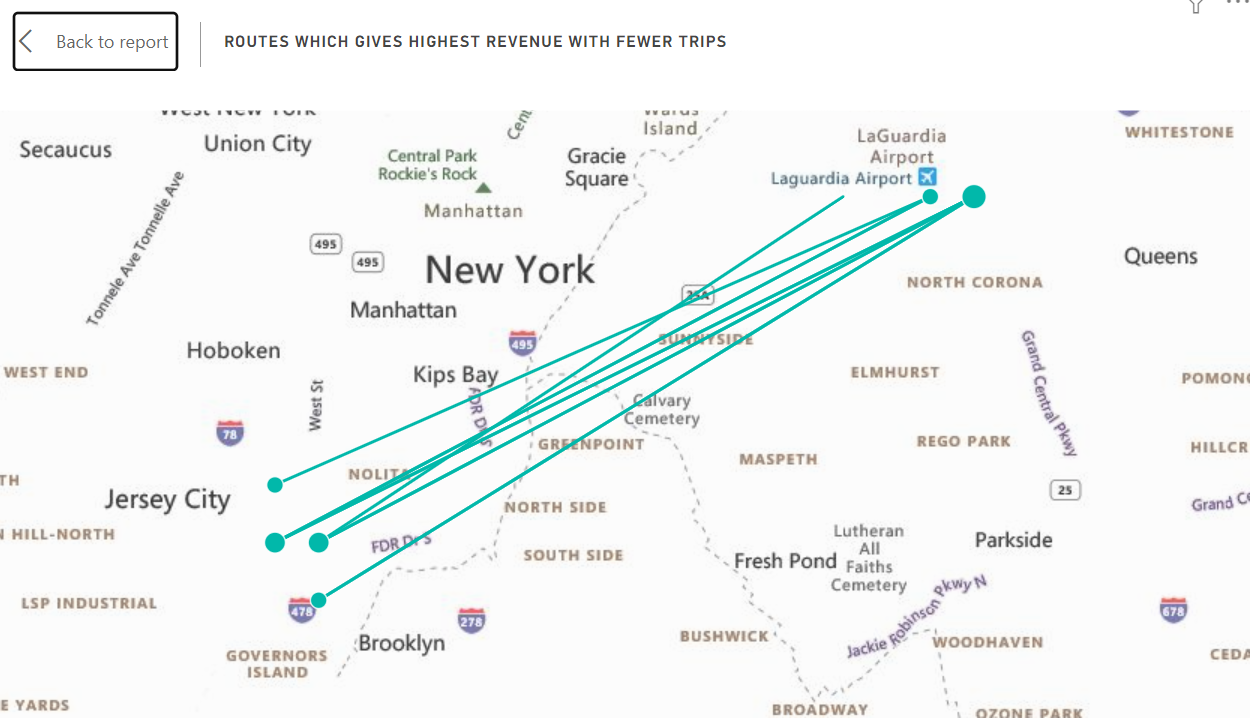 Back to report
ROUTES WHICH GIVES HIGHEST REVENUE WITH FEWER TRIPS
West New York
Wards
Island
Cent
Secaucus
Union City
Central Park
Rockie's Rock
Gracie
Square
LaGuardia
Airport
Laguardia Airport
WHITESTONE
Manhattan
Tonnele Ave Tonnelle Ave
495
495
New York
Queens
NORTH CORONA
25A
Manhattan
495
SUNNYSIDE
Hoboken
WEST END
Kips Bay
ELMHURST
Grand Central Pkwy
POMONO
West St
FDR Dr S
Calvary
Cemetery
78
GREENPOINT
REGO PARK
HILLCR
NOLITA
MASPETH
TH
25
Jersey City
NORTH SIDE
Grand Ce
N HILL-NORTH
FDR Dr S
SOUTH SIDE
Lutheran
All
Faiths
Cemetery
Parkside
Fresh Pond
LSP INDUSTRIAL
478
278
Jackie Robinson Pkwy N
678
Brooklyn
BUSHWICK
WOODHAVEN
GOVERNORS
ISLAND
CEDA
E YARDS
BROADWAY
OZONE PARK